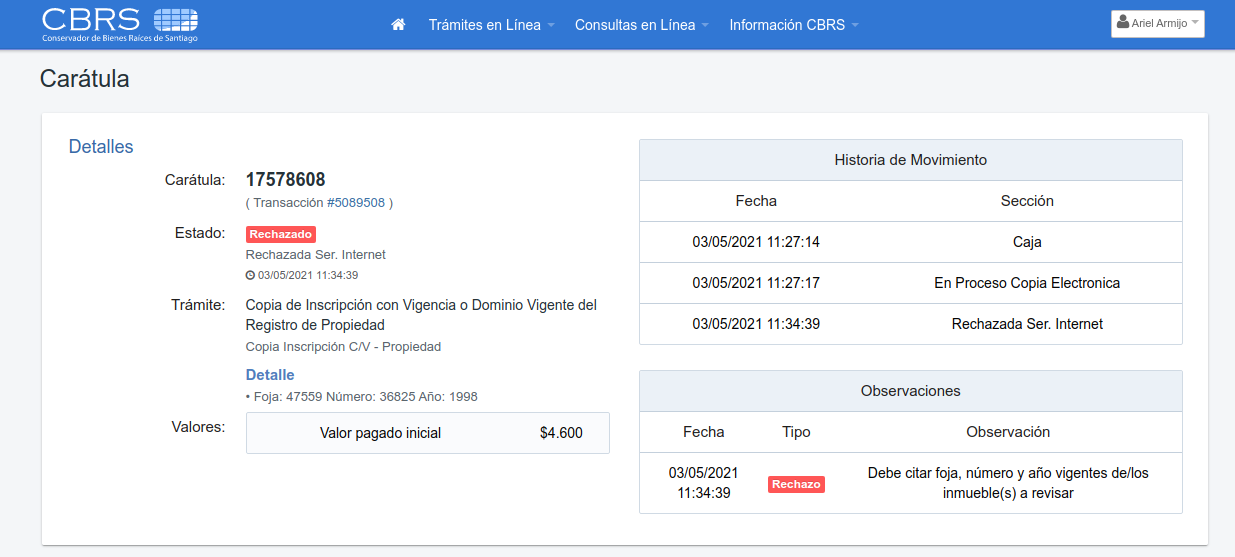 CBRS
Conservador de Bienes Raíces de Santiago
Trámites en Línea
Consultas en Línea
Información CBRS
Ariel Armijo
Carátula
Detalles
Carátula: 17578608
( Transacción #5089508 )
Estado: Rechazado
Rechazada Ser. Internet
03/05/2021 11:34:39
Trámite: Copia de Inscripción con Vigencia o Dominio Vigente del
Registro de Propiedad
Copia Inscripción C/V - Propiedad
Detalle
• Foja: 47559 Número: 36825 Año: 1998
Valores: Valor pagado inicial $4.600
Historia de Movimiento
Fecha Sección
03/05/2021 11:27:14 Caja
03/05/2021 11:27:17 En Proceso Copia Electronica
03/05/2021 11:34:39 Rechazada Ser. Internet
Observaciones
Fecha Tipo Observación
03/05/2021
11:34:39
Rechazo
Debe citar foja, número y año vigentes de/los
inmueble(s) a revisar